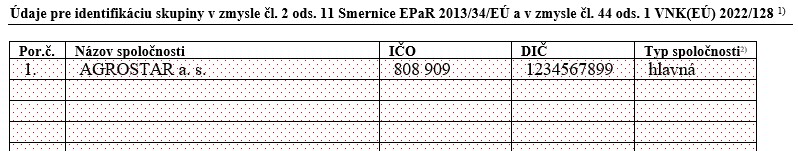 Údaje pre identifikáciu skupiny v zmysle čl. 2 ods. 11 Smernice EPaR 2013/34/EÚ a v zmysle čl. 44 ods. 1 VNK(EÚ) 2022/128 1)
Por.č. Názov spoločnosti IČO DIČ Typ spoločnosti2)
1. AGROSTAR a. s. 808 909 1234567899 hlavná